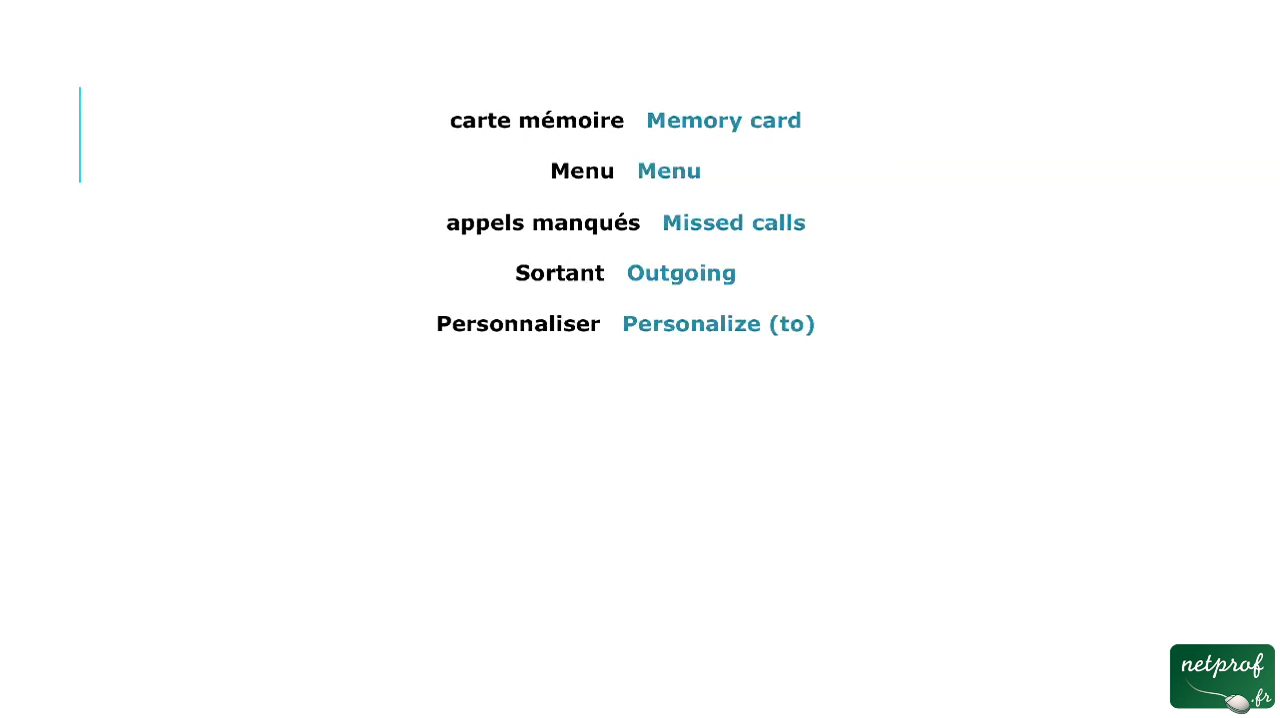 carte mémoire Memory card
Menu Menu
appels manqués Missed calls
Sortant Outgoing
Personnaliser Personalize (to)
netprof
.fr